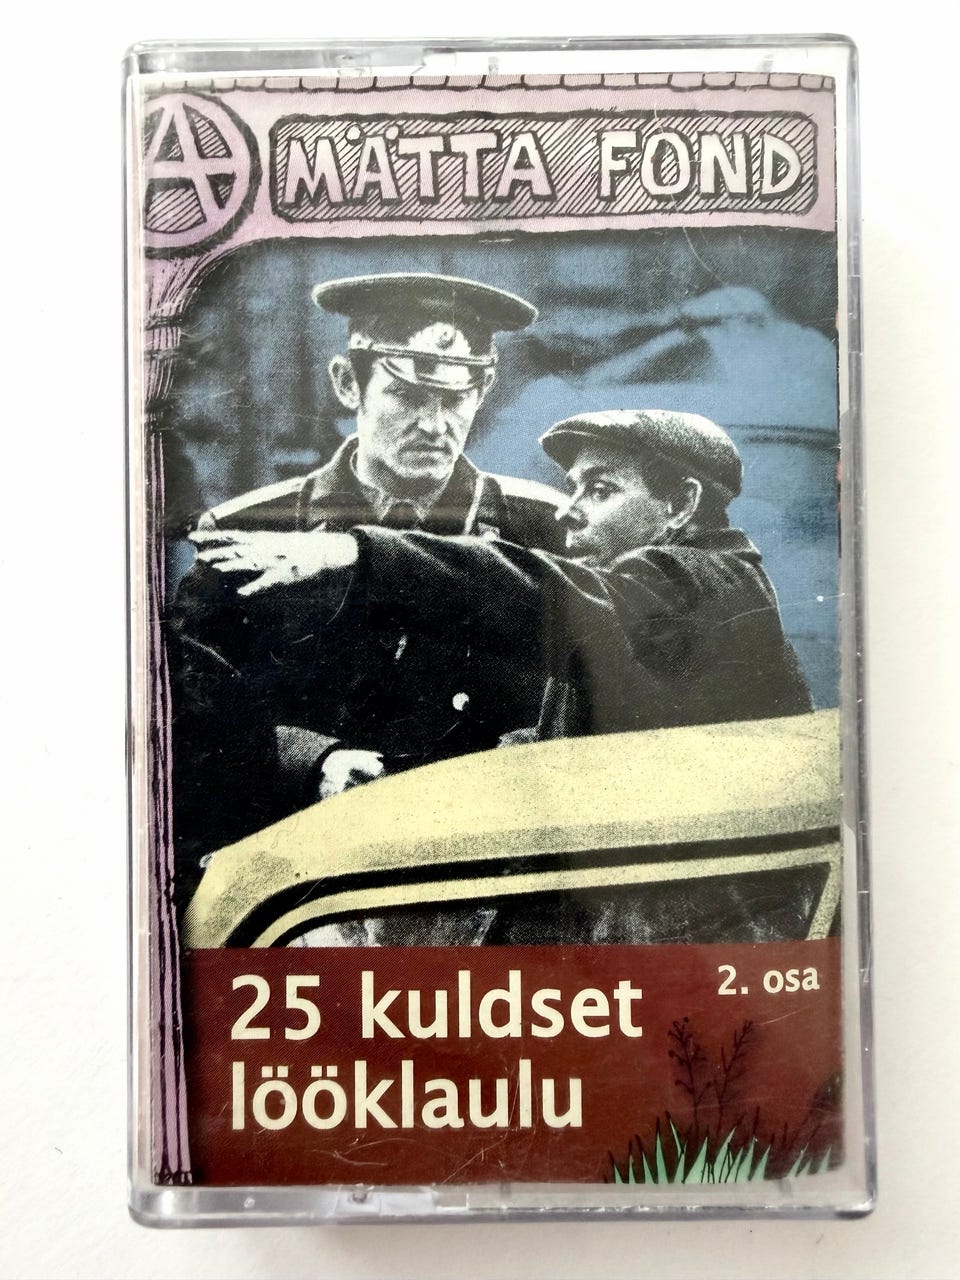 MÄTTA FOND
25 kuldset
lööklaulu
2. osa